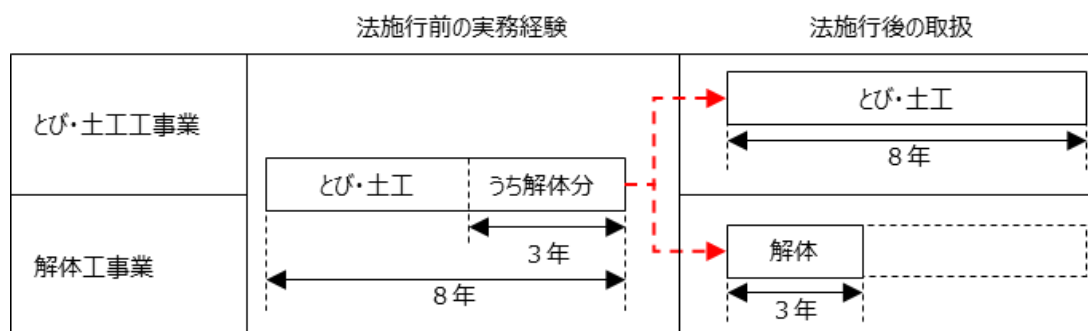 法施行前の実務経験
法施行後の取扱
とび・土工工事業
とび・土工
うち解体分
3年
8年
とび・土工
8年
解体工事業
解体
3年